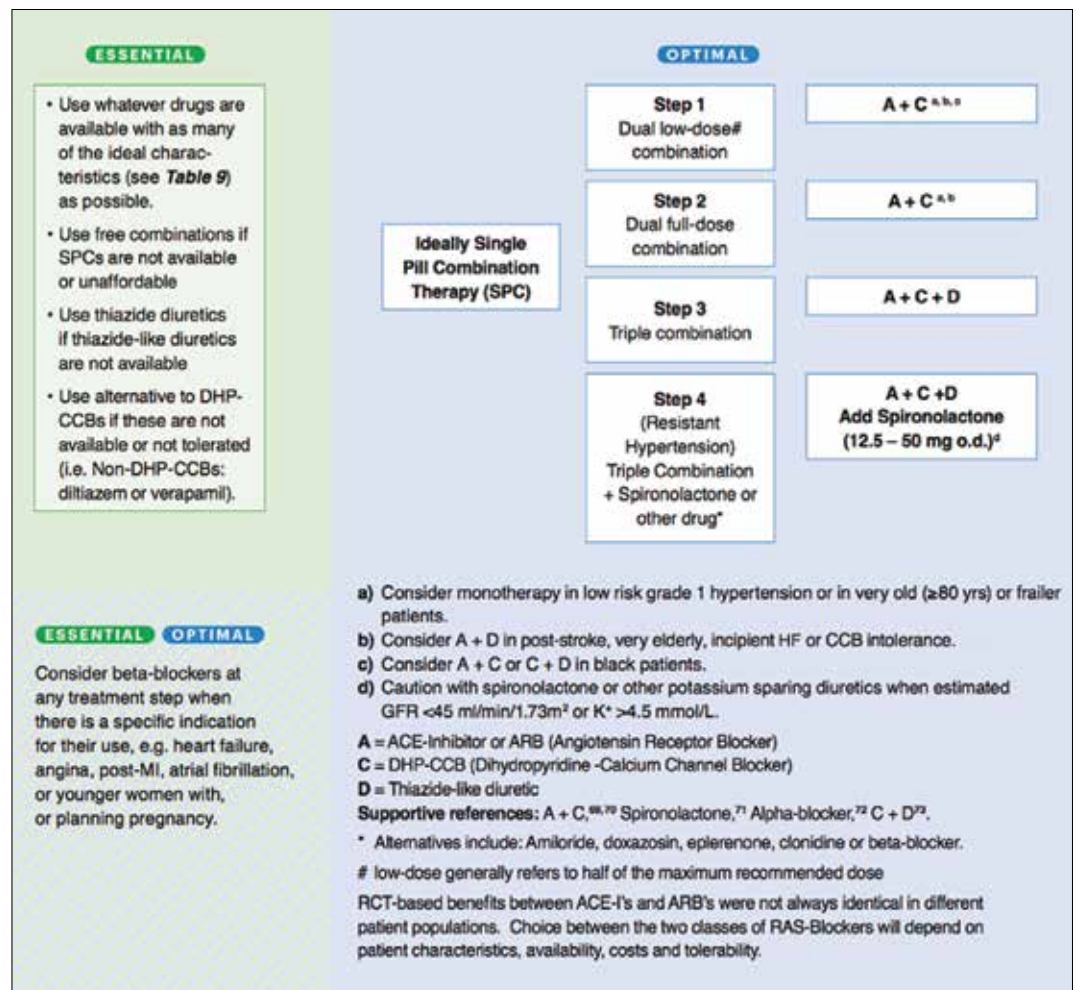 ESSENTIAL
• Use whatever drugs are
available with as many
of the ideal charac-
teristics (see Table 9)
as possible.
• Use free combinations if
SPCs are not available
or unaffordable
• Use thiazide diuretics
if thiazide-like diuretics
are not available
• Use alternative to DHP-
CCBs if these are not
available or not tolerated
(i.e. Non-DHP-CCBs:
diltiazem or verapamil).
ESSENTIAL OPTIMAL
Consider beta-blockers at
any treatment step when
there is a specific indication
for their use, e.g. heart failure,
angina, post-MI, atrial fibrillation,
or younger women with,
or planning pregnancy.
OPTIMAL
Ideally Single
Pill Combination
Therapy (SPC)
Step 1
Dual low-dose#
combination
A + C a, b, c
Step 2
Dual full-dose
combination
A + C a, b
Step 3
Triple combination
A + C + D
Step 4
(Resistant
Hypertension)
Triple Combination
+ Spironolactone or
other drug*
A + C +D
Add Spironolactone
(12.5 – 50 mg o.d.)d
a) Consider monotherapy in low risk grade 1 hypertension or in very old (≥80 yrs) or frailer
patients.
b) Consider A + D in post-stroke, very elderly, incipient HF or CCB intolerance.
c) Consider A + C or C + D in black patients.
d) Caution with spironolactone or other potassium sparing diuretics when estimated
GFR <45 ml/min/1.73m² or K⁺ >4.5 mmol/L.
A = ACE-Inhibitor or ARB (Angiotensin Receptor Blocker)
C = DHP-CCB (Dihydropyridine -Calcium Channel Blocker)
D = Thiazide-like diuretic
Supportive references: A + C,69,70 Spironolactone,71 Alpha-blocker,72 C + D73.
* Alternatives include: Amiloride, doxazosin, eplerenone, clonidine or beta-blocker.
# low-dose generally refers to half of the maximum recommended dose
RCT-based benefits between ACE-I's and ARB's were not always identical in different
patient populations. Choice between the two classes of RAS-Blockers will depend on
patient characteristics, availability, costs and tolerability.